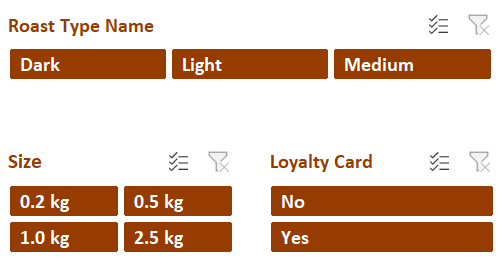 Roast Type Name
Dark Light Medium
Size
0.2 kg 0.5 kg
1.0 kg 2.5 kg
Loyalty Card
No
Yes